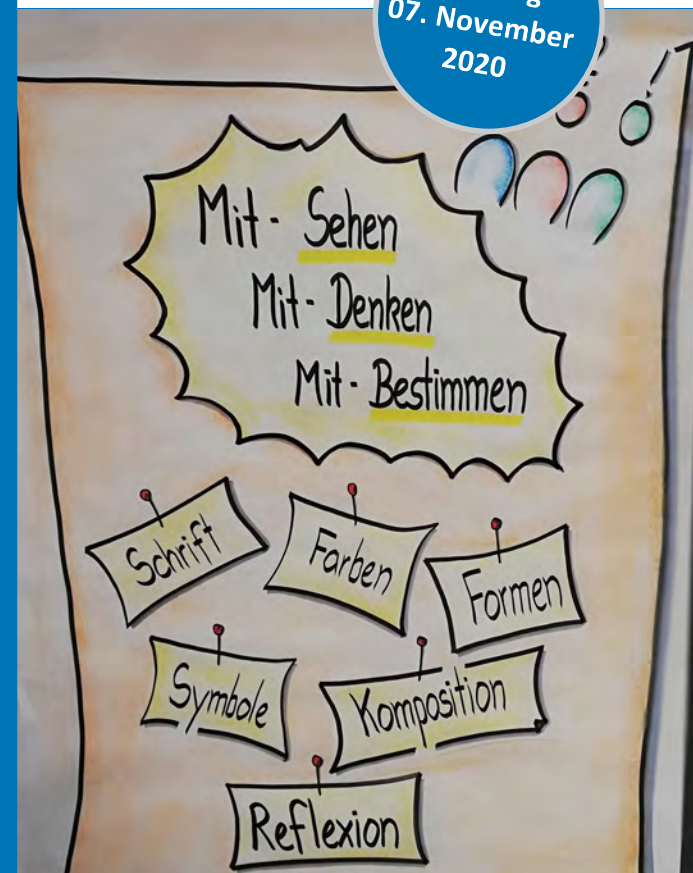 07. November
2020
Mit- Sehen
Mit- Denken
Mit- Bestimmen
Schrift
Farben
Formen
Symbole
Komposition
Reflexion